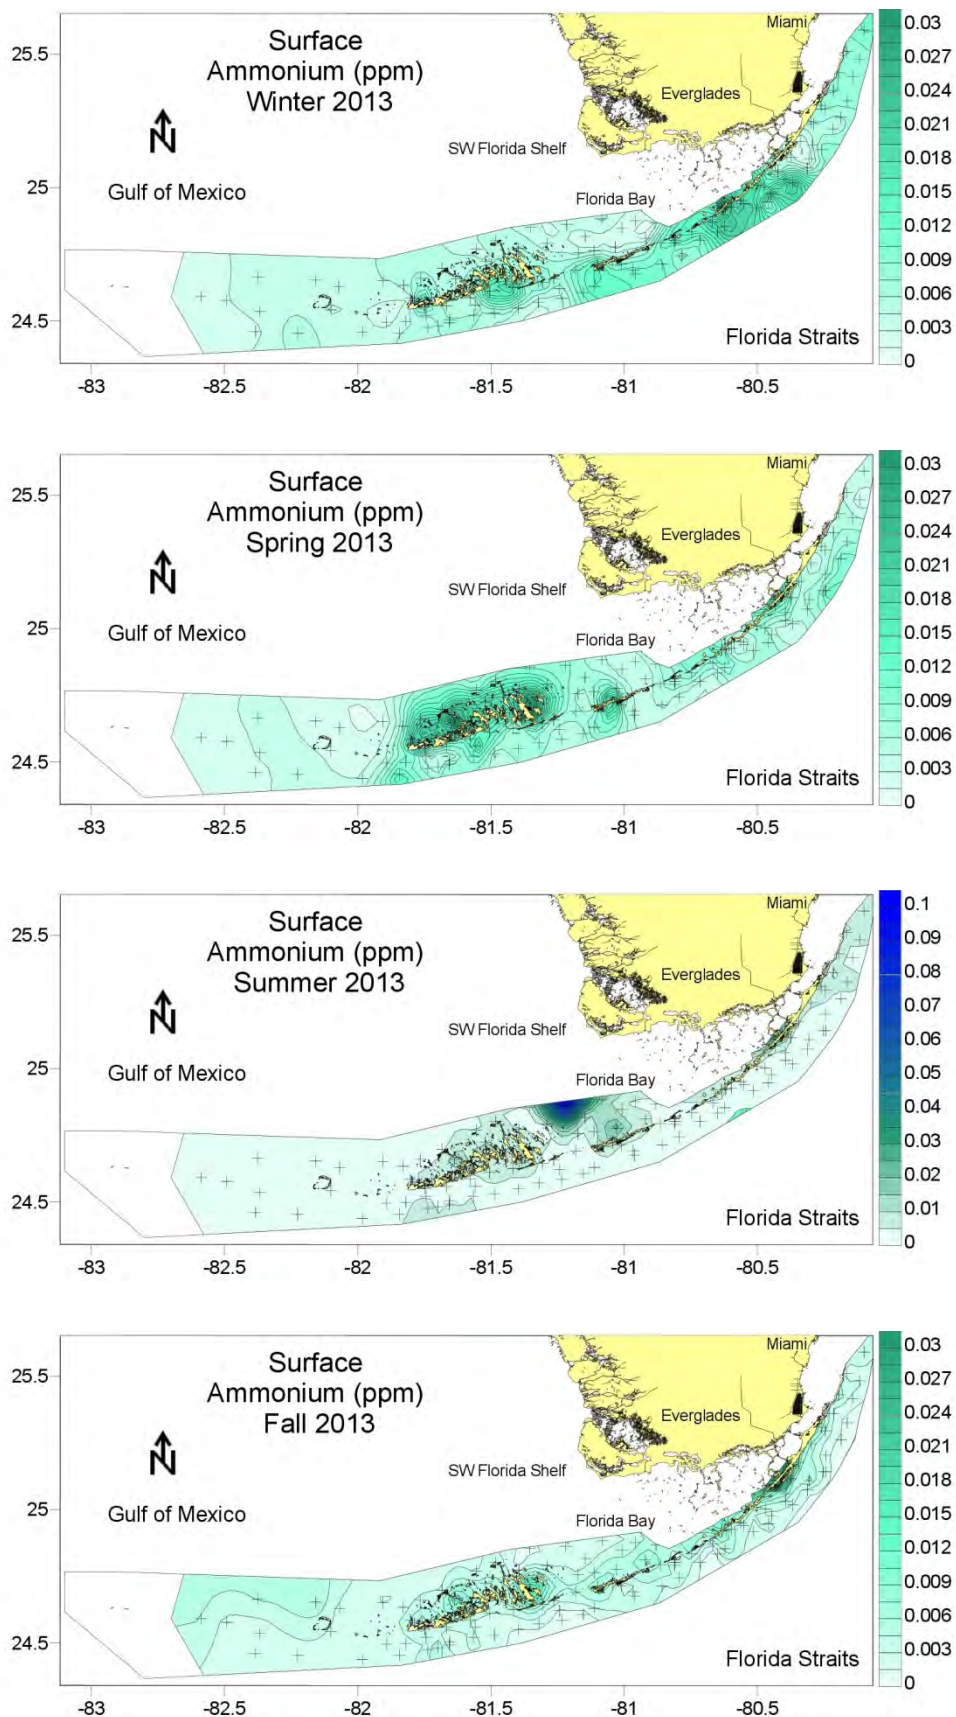 Surface
Ammonium (ppm)
Winter 2013
N
Gulf of Mexico
SW Florida Shelf
Florida Bay
Everglades
Miami
Florida Straits
25.5
25
24.5
-83 -82.5 -82 -81.5 -81 -80.5
0.03
0.027
0.024
0.021
0.018
0.015
0.012
0.009
0.006
0.003
0
Surface
Ammonium (ppm)
Spring 2013
N
Gulf of Mexico
SW Florida Shelf
Florida Bay
Everglades
Miami
Florida Straits
25.5
25
24.5
-83 -82.5 -82 -81.5 -81 -80.5
0.03
0.027
0.024
0.021
0.018
0.015
0.012
0.009
0.006
0.003
0
Surface
Ammonium (ppm)
Summer 2013
N
Gulf of Mexico
SW Florida Shelf
Florida Bay
Everglades
Miami
Florida Straits
25.5
25
24.5
-83 -82.5 -82 -81.5 -81 -80.5
0.1
0.09
0.08
0.07
0.06
0.05
0.04
0.03
0.02
0.01
0
Surface
Ammonium (ppm)
Fall 2013
N
Gulf of Mexico
SW Florida Shelf
Florida Bay
Everglades
Miami
Florida Straits
25.5
25
24.5
-83 -82.5 -82 -81.5 -81 -80.5
0.03
0.027
0.024
0.021
0.018
0.015
0.012
0.009
0.006
0.003
0